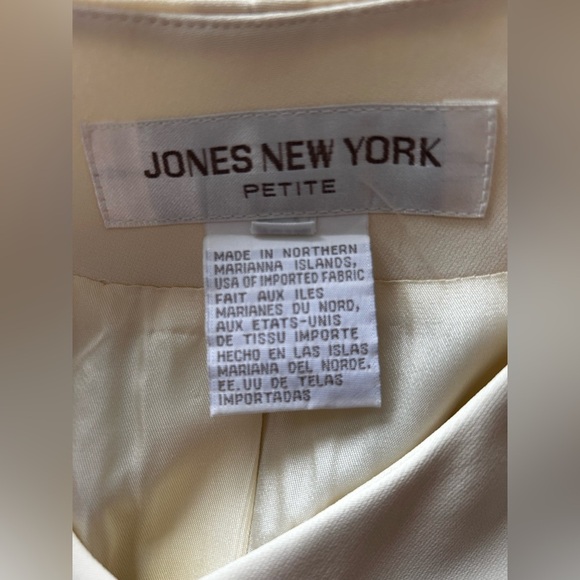 JONES NEW YORK
PETITE
MADE IN NORTHERN
MARIANNA ISLANDS,
USA OF IMPORTED FABRIC
FAIT AUX ILES
MARIANES DU NORD,
AUX ETATS-UNIS
DE TISSU IMPORTE
HECHO EN LAS ISLAS
MARIANA DEL NORDE.
EE.UU DE TELAS
IMPORTADAS